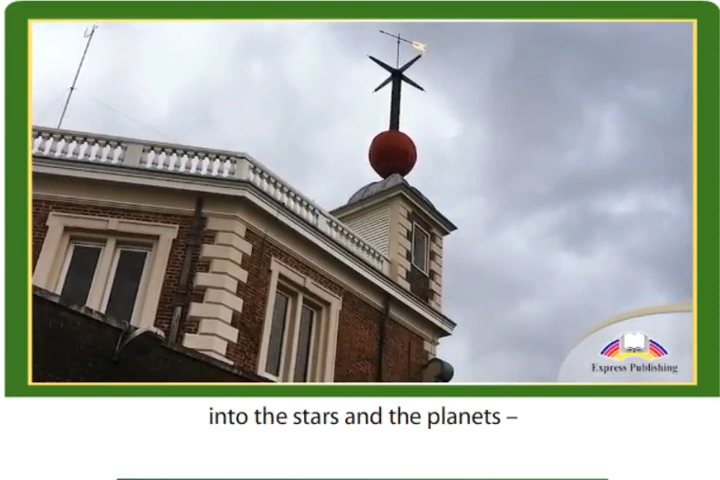 Express Publishing
into the stars and the planets –